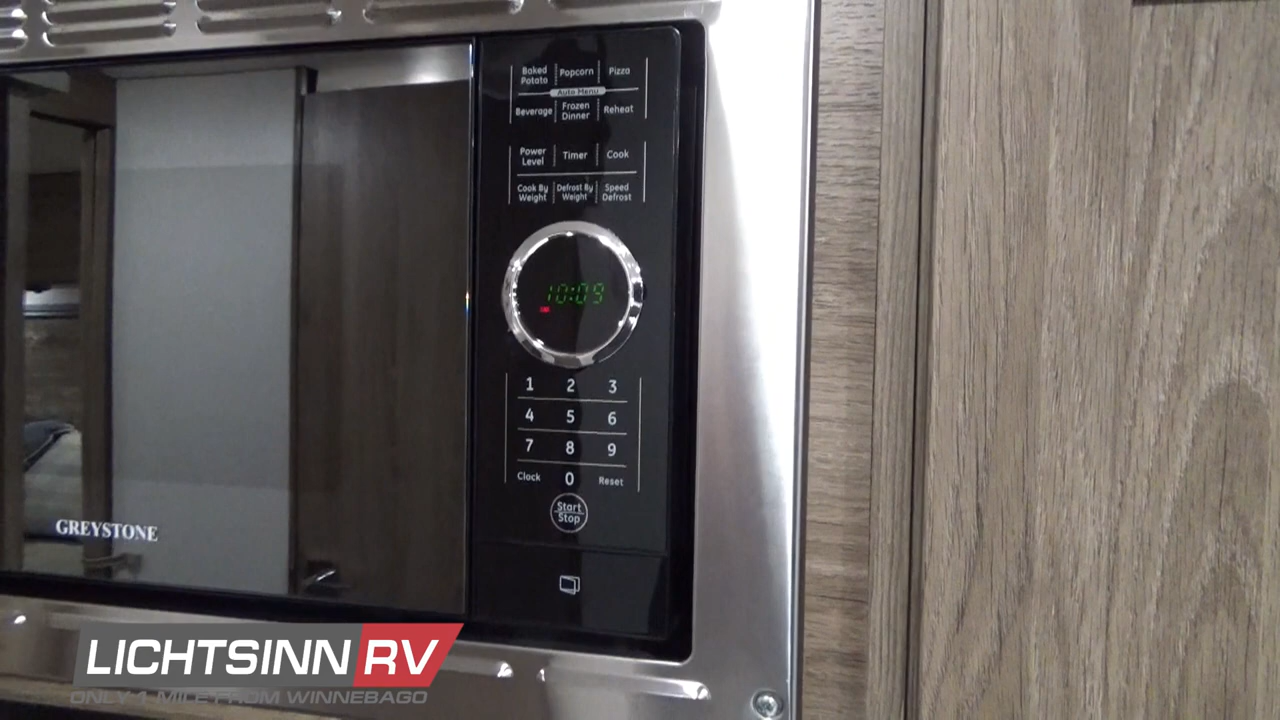 Baked Potato Popcorn Pizza
Auto Menu
Beverage Frozen Dinner Reheat
Power Level Timer Cook
Cook By Weight Defrost By Weight Speed Defrost
10:09
1 2 3
4 5 6
7 8 9
Clock 0 Reset
Start
Stop
GREYSTONE
LICHTSINN RV
ONLY 1 MILE FROM WINNEBAGO